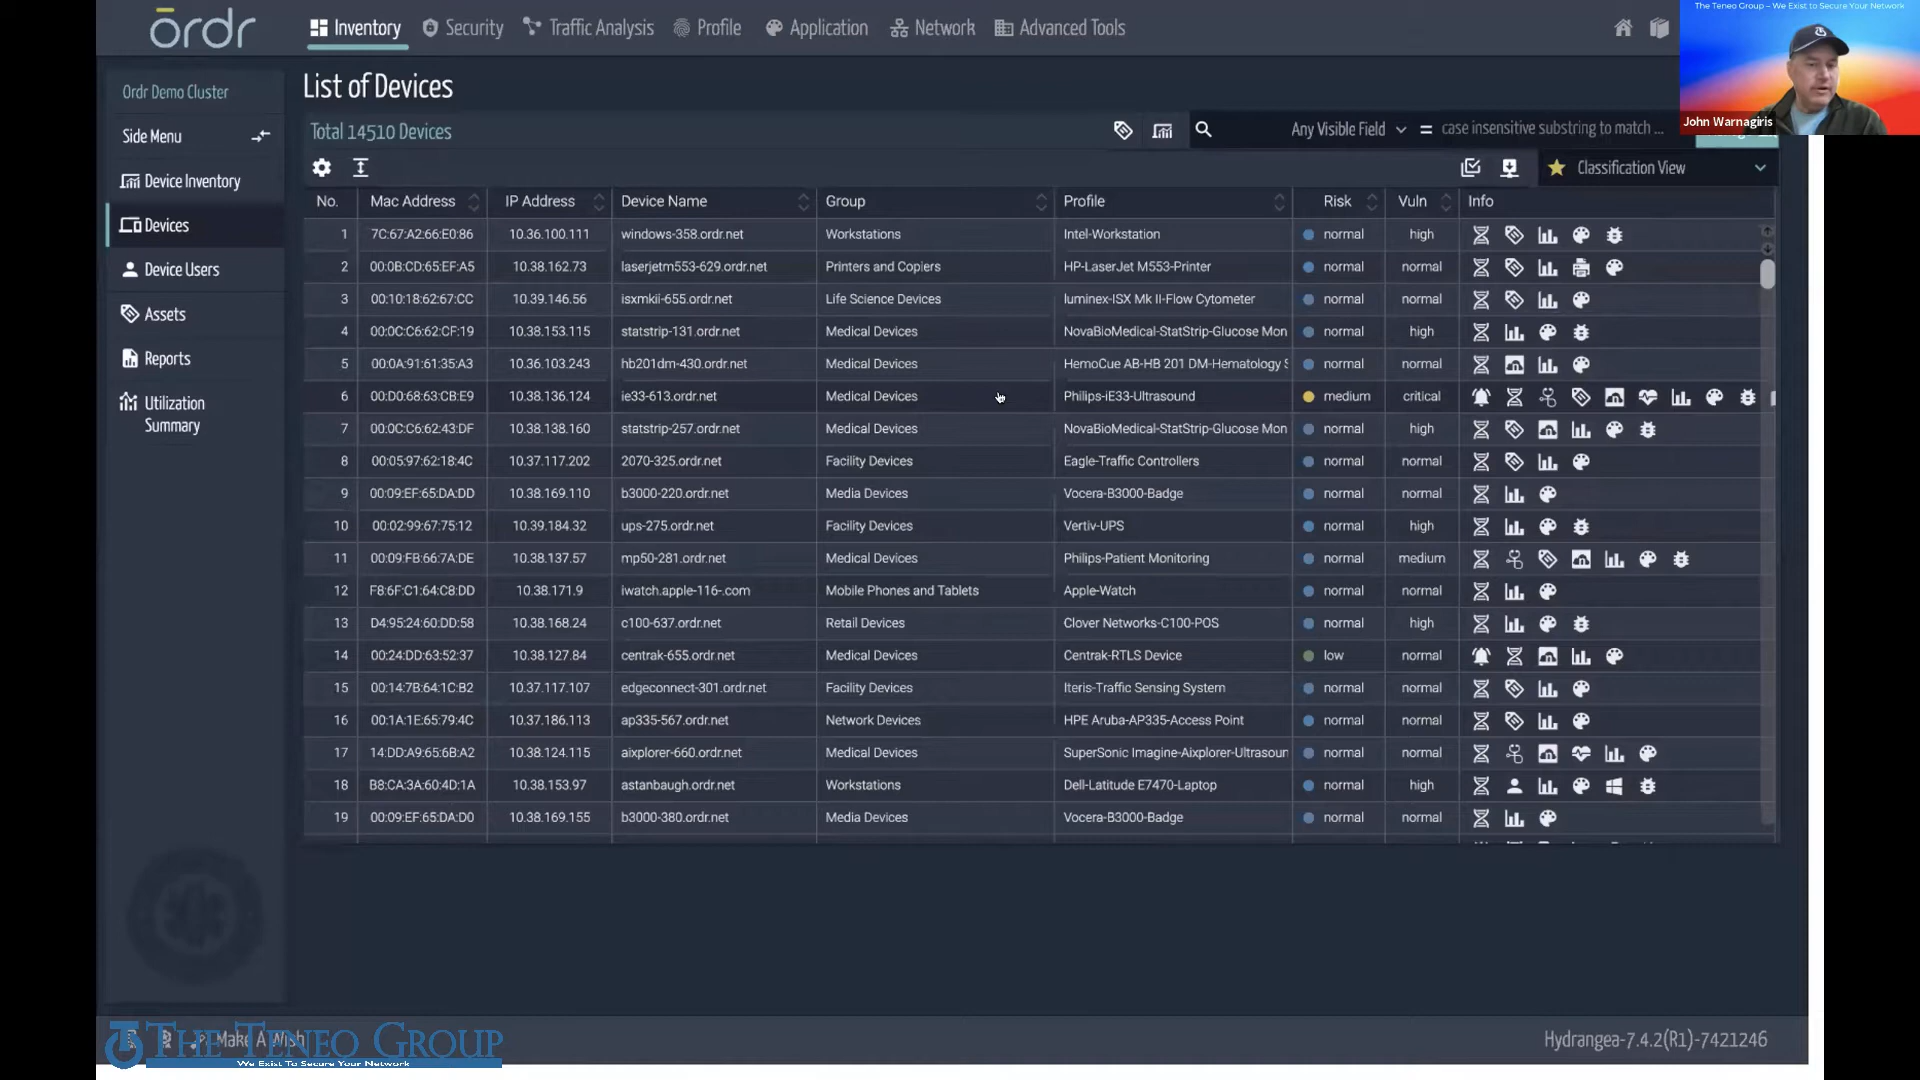 ordr
Inventory Security Traffic Analysis Profile Application Network Advanced Tools
The Teneo Group – We Exist to Secure Your Network
John Warnagiris
Ordr Demo Cluster
Side Menu
Device Inventory
Devices
Device Users
Assets
Reports
Utilization
Summary
List of Devices
Total 14510 Devices
Any Visible Field = case insensitive substring to match ...
Classification View
No. Mac Address IP Address Device Name Group Profile Risk Vuln Info
1 7C:67:A2:66:E0:86 10.36.100.111 windows-358.ordr.net Workstations Intel-Workstation normal high
2 00:0B:CD:65:EF:A5 10.38.162.73 laserjetm553-629.ordr.net Printers and Copiers HP-LaserJet M553-Printer normal normal
3 00:10:18:62:67:CC 10.39.146.56 isxmkii-655.ordr.net Life Science Devices luminex-ISX Mk II-Flow Cytometer normal normal
4 00:0C:C6:62:CF:19 10.38.153.115 statstrip-131.ordr.net Medical Devices NovaBioMedical-StatStrip-Glucose Mon normal high
5 00:0A:91:61:35:A3 10.36.103.243 hb201dm-430.ordr.net Medical Devices HemoCue AB-HB 201 DM-Hematology S normal normal
6 00:D0:68:63:CB:E9 10.38.136.124 ie33-613.ordr.net Medical Devices Philips-iE33-Ultrasound medium critical
7 00:0C:C6:62:43:DF 10.38.138.160 statstrip-257.ordr.net Medical Devices NovaBioMedical-StatStrip-Glucose Mon normal high
8 00:05:97:62:18:4C 10.37.117.202 2070-325.ordr.net Facility Devices Eagle-Traffic Controllers normal normal
9 00:09:EF:65:DA:DD 10.38.169.110 b3000-220.ordr.net Media Devices Vocera-B3000-Badge normal normal
10 00:02:99:67:75:12 10.39.184.32 ups-275.ordr.net Facility Devices Vertiv-UPS normal high
11 00:09:FB:66:7A:DE 10.38.137.57 mp50-281.ordr.net Medical Devices Philips-Patient Monitoring normal medium
12 F8:6F:C1:64:C8:DD 10.38.171.9 iwatch.apple-116-.com Mobile Phones and Tablets Apple-Watch normal normal
13 D4:95:24:60:DD:58 10.38.168.24 c100-637.ordr.net Retail Devices Clover Networks-C100-POS normal high
14 00:24:DD:63:52:37 10.38.127.84 centrak-655.ordr.net Medical Devices Centrak-RTLS Device low normal
15 00:14:7B:64:1C:B2 10.37.117.107 edgeconnect-301.ordr.net Facility Devices Iteris-Traffic Sensing System normal normal
16 00:1A:1E:65:79:4C 10.37.186.113 ap335-567.ordr.net Network Devices HPE Aruba-AP335-Access Point normal normal
17 14:DD:A9:65:6B:A2 10.38.124.115 aixplorer-660.ordr.net Medical Devices SuperSonic Imagine-Aixplorer-Ultrasoun normal normal
18 B8:CA:3A:60:4D:1A 10.38.153.97 astanbaugh.ordr.net Workstations Dell-Latitude E7470-Laptop normal high
19 00:09:EF:65:DA:D0 10.38.169.155 b3000-380.ordr.net Media Devices Vocera-B3000-Badge normal normal
Make A Wish
The Teneo Group
We Exist To Secure Your Network
Hydrangea-7.4.2(R1)-7421246